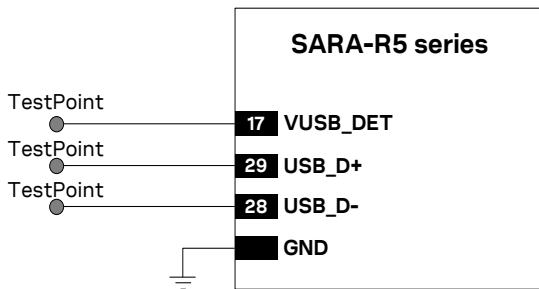 SARA-R5 series
TestPoint
17 VUSB_DET
TestPoint
29 USB_D+
TestPoint
28 USB_D-
GND